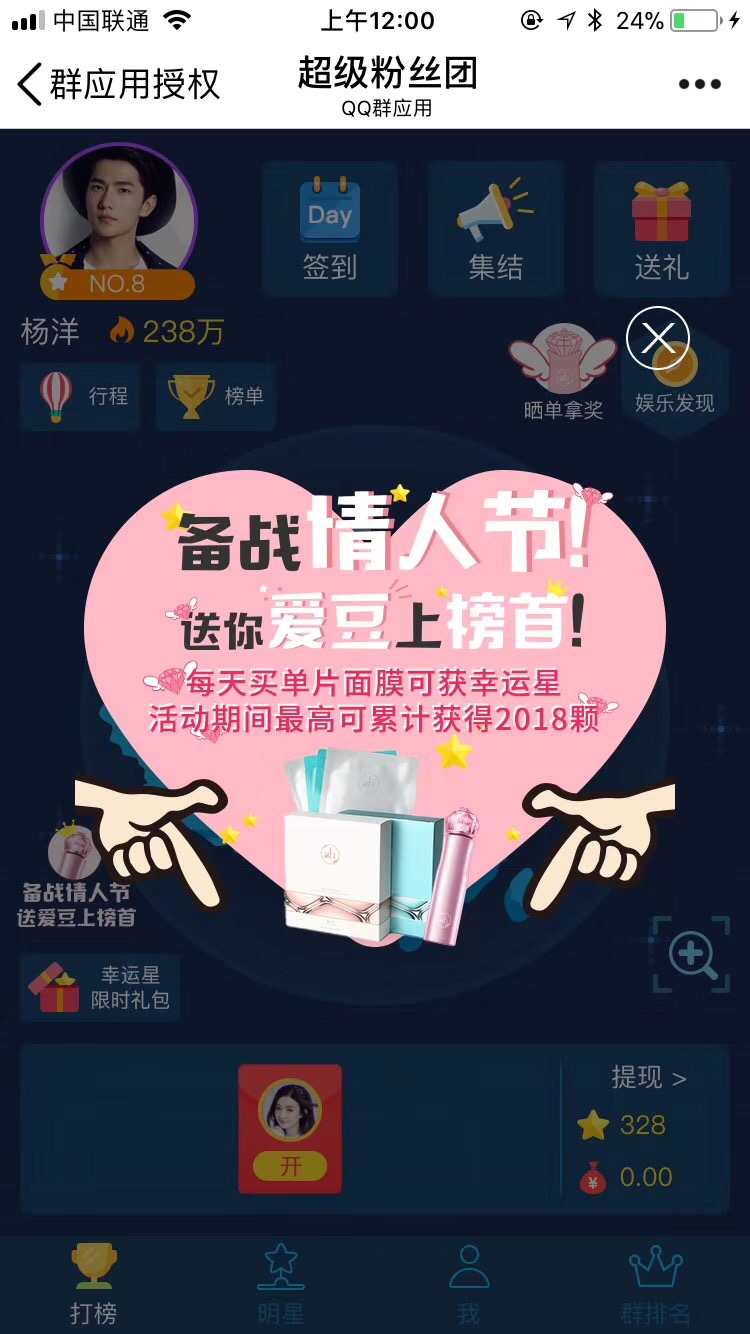 中国联通
上午12:00
24%
群应用授权
超级粉丝团
QQ群应用
NO.8
Day
签到
集结
送礼
杨洋
238万
行程
榜单
晒单拿奖
娱乐发现
备战情人节!
送你爱豆上榜首!
每天买单片面膜可获幸运星
活动期间最高可累计获得2018颗
备战情人节
送爱豆上榜首
幸运星
限时礼包
开
提现 >
328
¥
0.00
打榜
明星
我
群排名